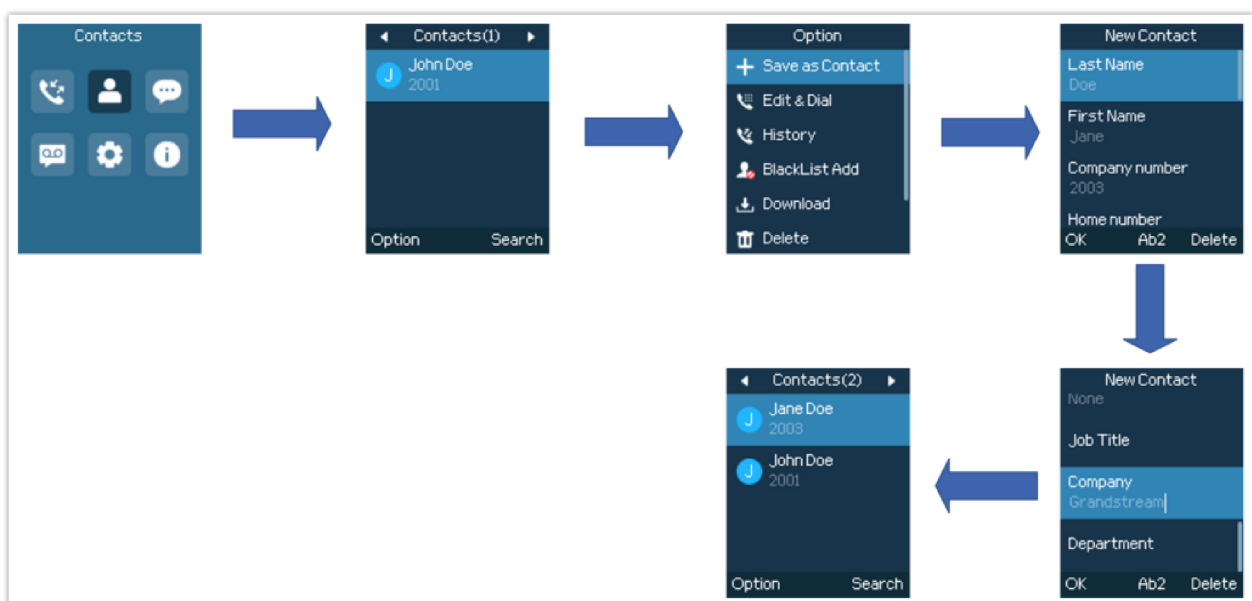 Contacts
Contacts(1)
John Doe
2001
Option Search
Option
Save as Contact
Edit & Dial
History
BlackList Add
Download
Delete
New Contact
Last Name
Doe
First Name
Jane
Company number
2003
Home number
OK Ab2 Delete
New Contact
None
Job Title
Company
Grandstream
Department
OK Ab2 Delete
Contacts(2)
Jane Doe
2003
John Doe
2001
Option Search